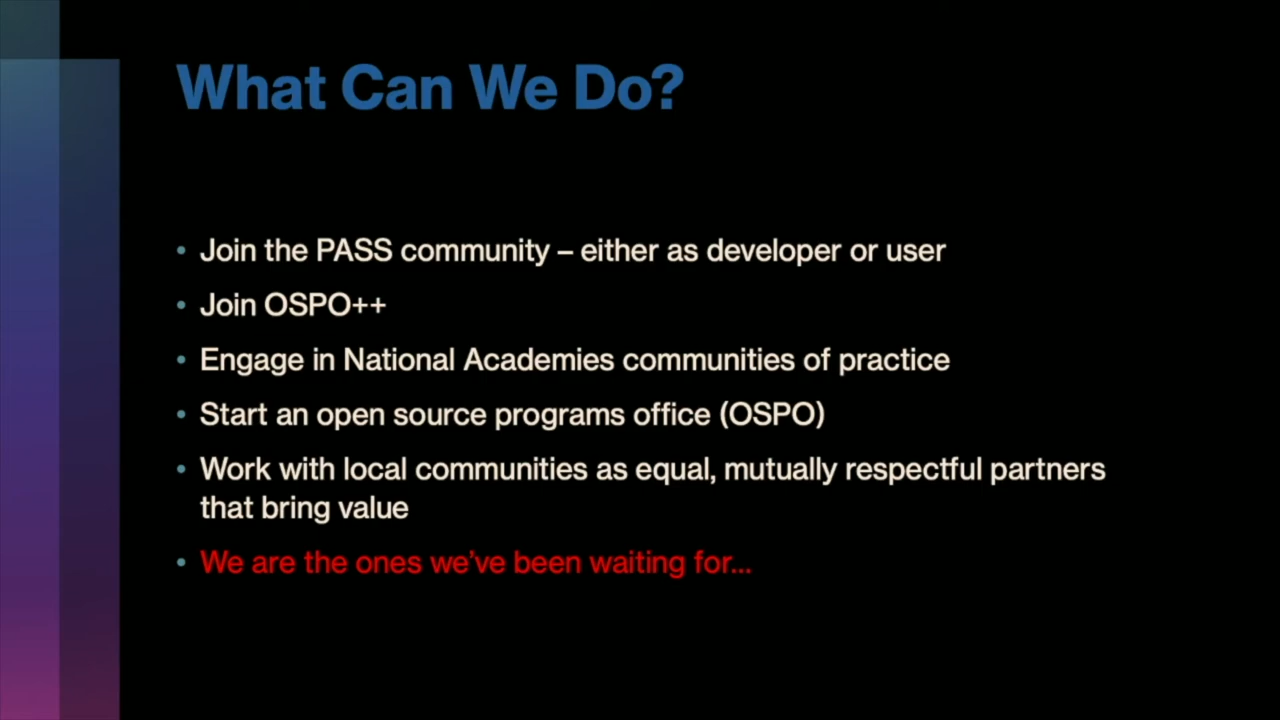 What Can We Do?
• Join the PASS community – either as developer or user
• Join OSPO++
• Engage in National Academies communities of practice
• Start an open source programs office (OSPO)
• Work with local communities as equal, mutually respectful partners
that bring value
• We are the ones we've been waiting for...